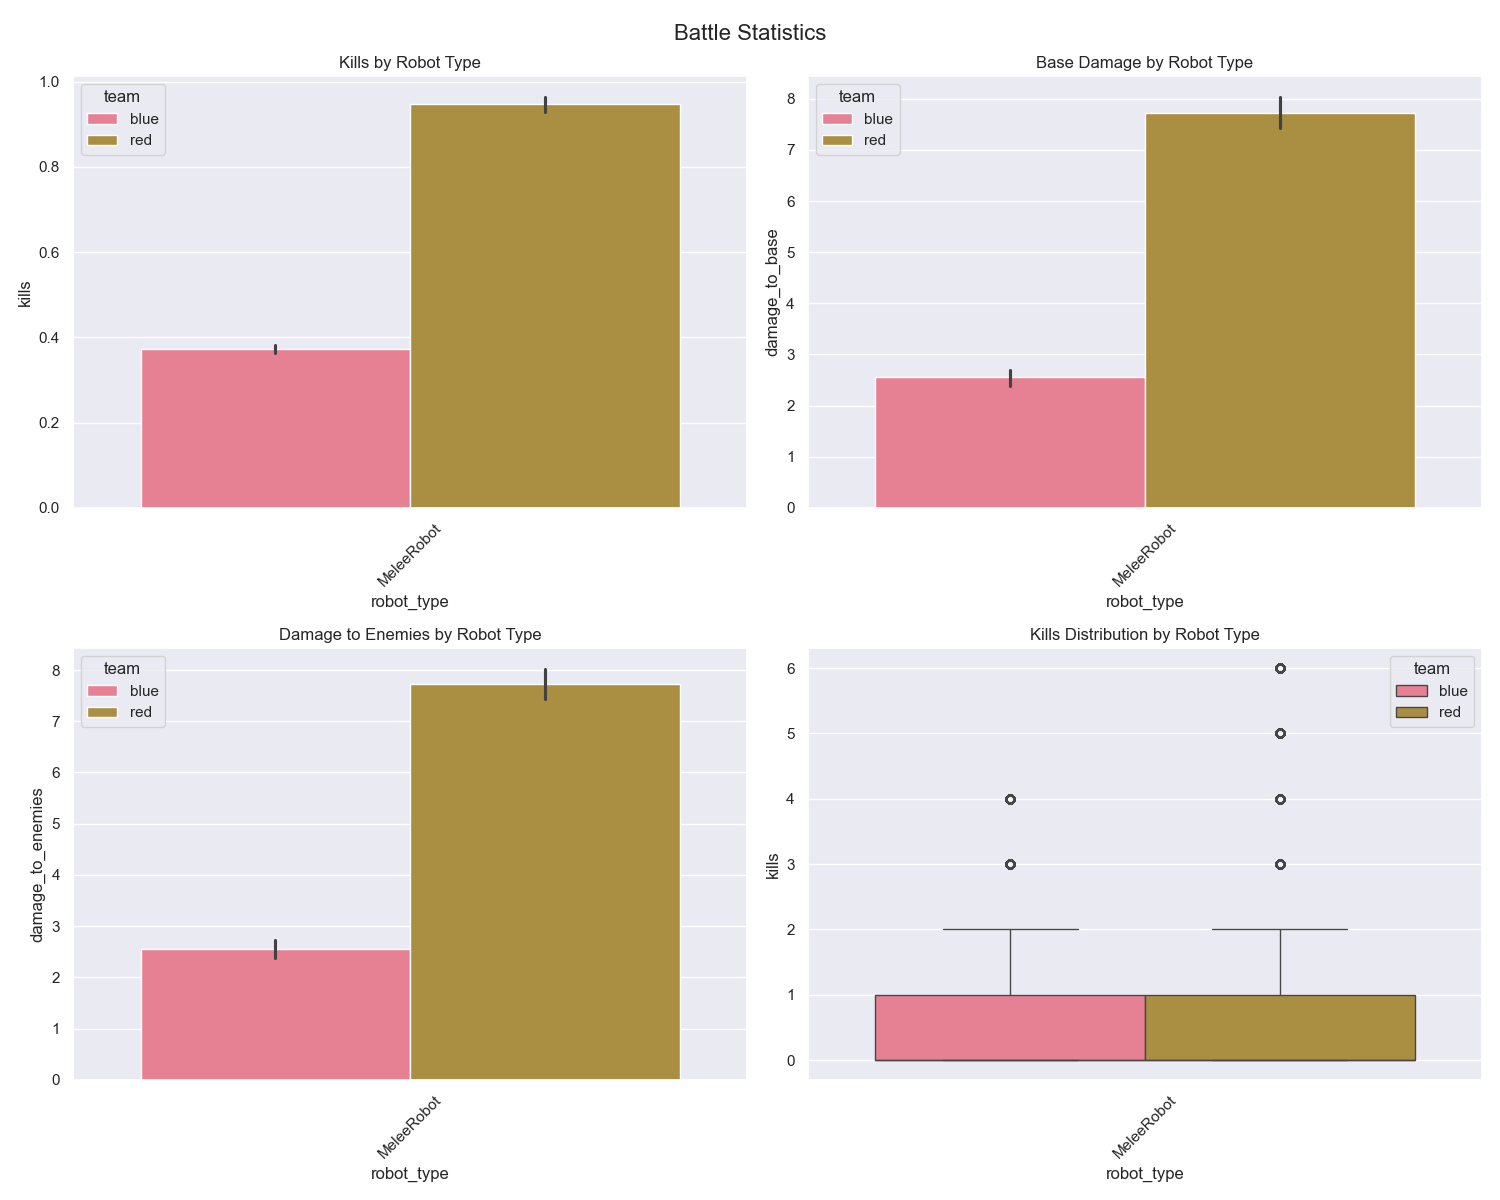 Battle Statistics
Kills by Robot Type
1.0
0.8
0.6
0.4
0.2
0.0
kills
team
blue
red
MeleeRobot
robot_type
Base Damage by Robot Type
8
7
6
5
4
3
2
1
0
damage_to_base
team
blue
red
MeleeRobot
robot_type
Damage to Enemies by Robot Type
8
7
6
5
4
3
2
1
0
damage_to_enemies
team
blue
red
MeleeRobot
robot_type
Kills Distribution by Robot Type
6
5
4
3
2
1
0
kills
team
blue
red
MeleeRobot
robot_type